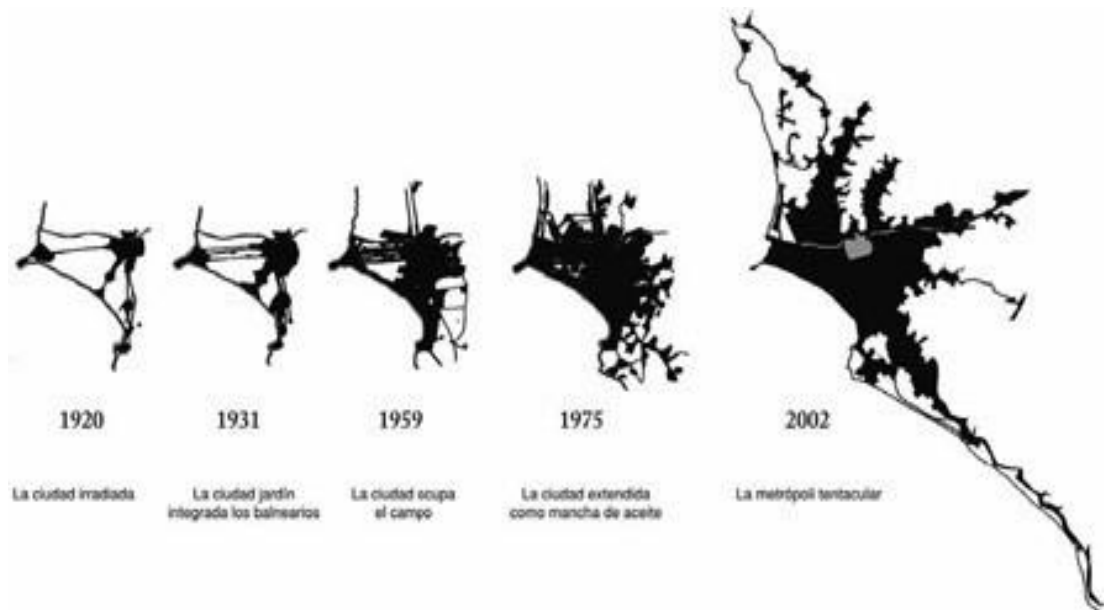 1920
1931
1959
1975
2002
La ciudad irradiada
La ciudad jardín
integrada los balnearios
La ciudad ocupa
el campo
La ciudad extendida
como mancha de aceite
La metrópoli tentacular